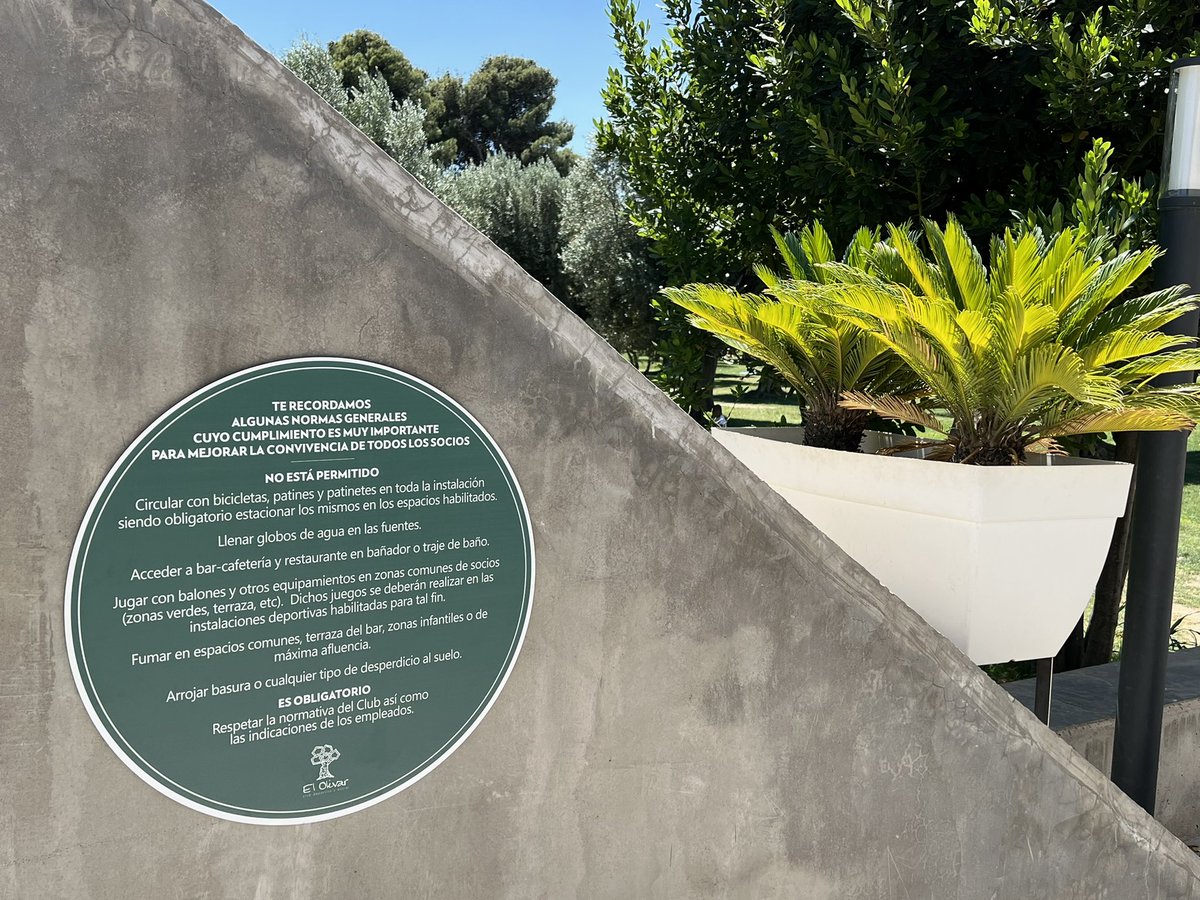 TE RECORDAMOS
ALGUNAS NORMAS GENERALES
CUYO CUMPLIMIENTO ES MUY IMPORTANTE
PARA MEJORAR LA CONVIVENCIA DE TODOS LOS SOCIOS
NO ESTÁ PERMITIDO
Circular con bicicletas, patines y patinetes en toda la instalación
siendo obligatorio estacionar los mismos en los espacios habilitados.
Llenar globos de agua en las fuentes.
Acceder a bar-cafetería y restaurante en bañador o traje de baño.
Jugar con balones y otros equipamientos en zonas comunes de socios
(zonas verdes, terraza, etc). Dichos juegos se deberán realizar en las
instalaciones deportivas habilitadas para tal fin.
Fumar en espacios comunes, terraza del bar, zonas infantiles o de
máxima afluencia.
Arrojar basura o cualquier tipo de desperdicio al suelo.
ES OBLIGATORIO
Respetar la normativa del Club así como
las indicaciones de los empleados.
El Olivar